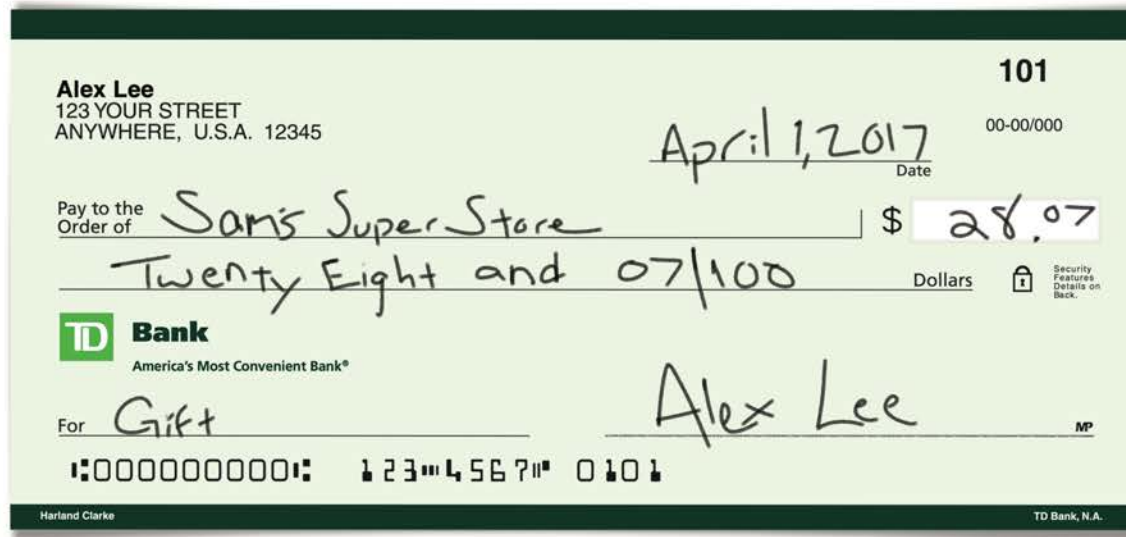 101
Alex Lee
123 YOUR STREET
ANYWHERE, U.S.A. 12345
00-00/000
April 1, 2017
Date
Pay to the
Order of Sam's Super Store $ 28.07
Twenty Eight and 07/100 Dollars
Security
Features
Details on
Back.
TD Bank
America's Most Convenient Bank®
For Gift Alex Lee MP
⑆000000000⑆ 123⑉4567⑈ 0101
Harland Clarke TD Bank, N.A.